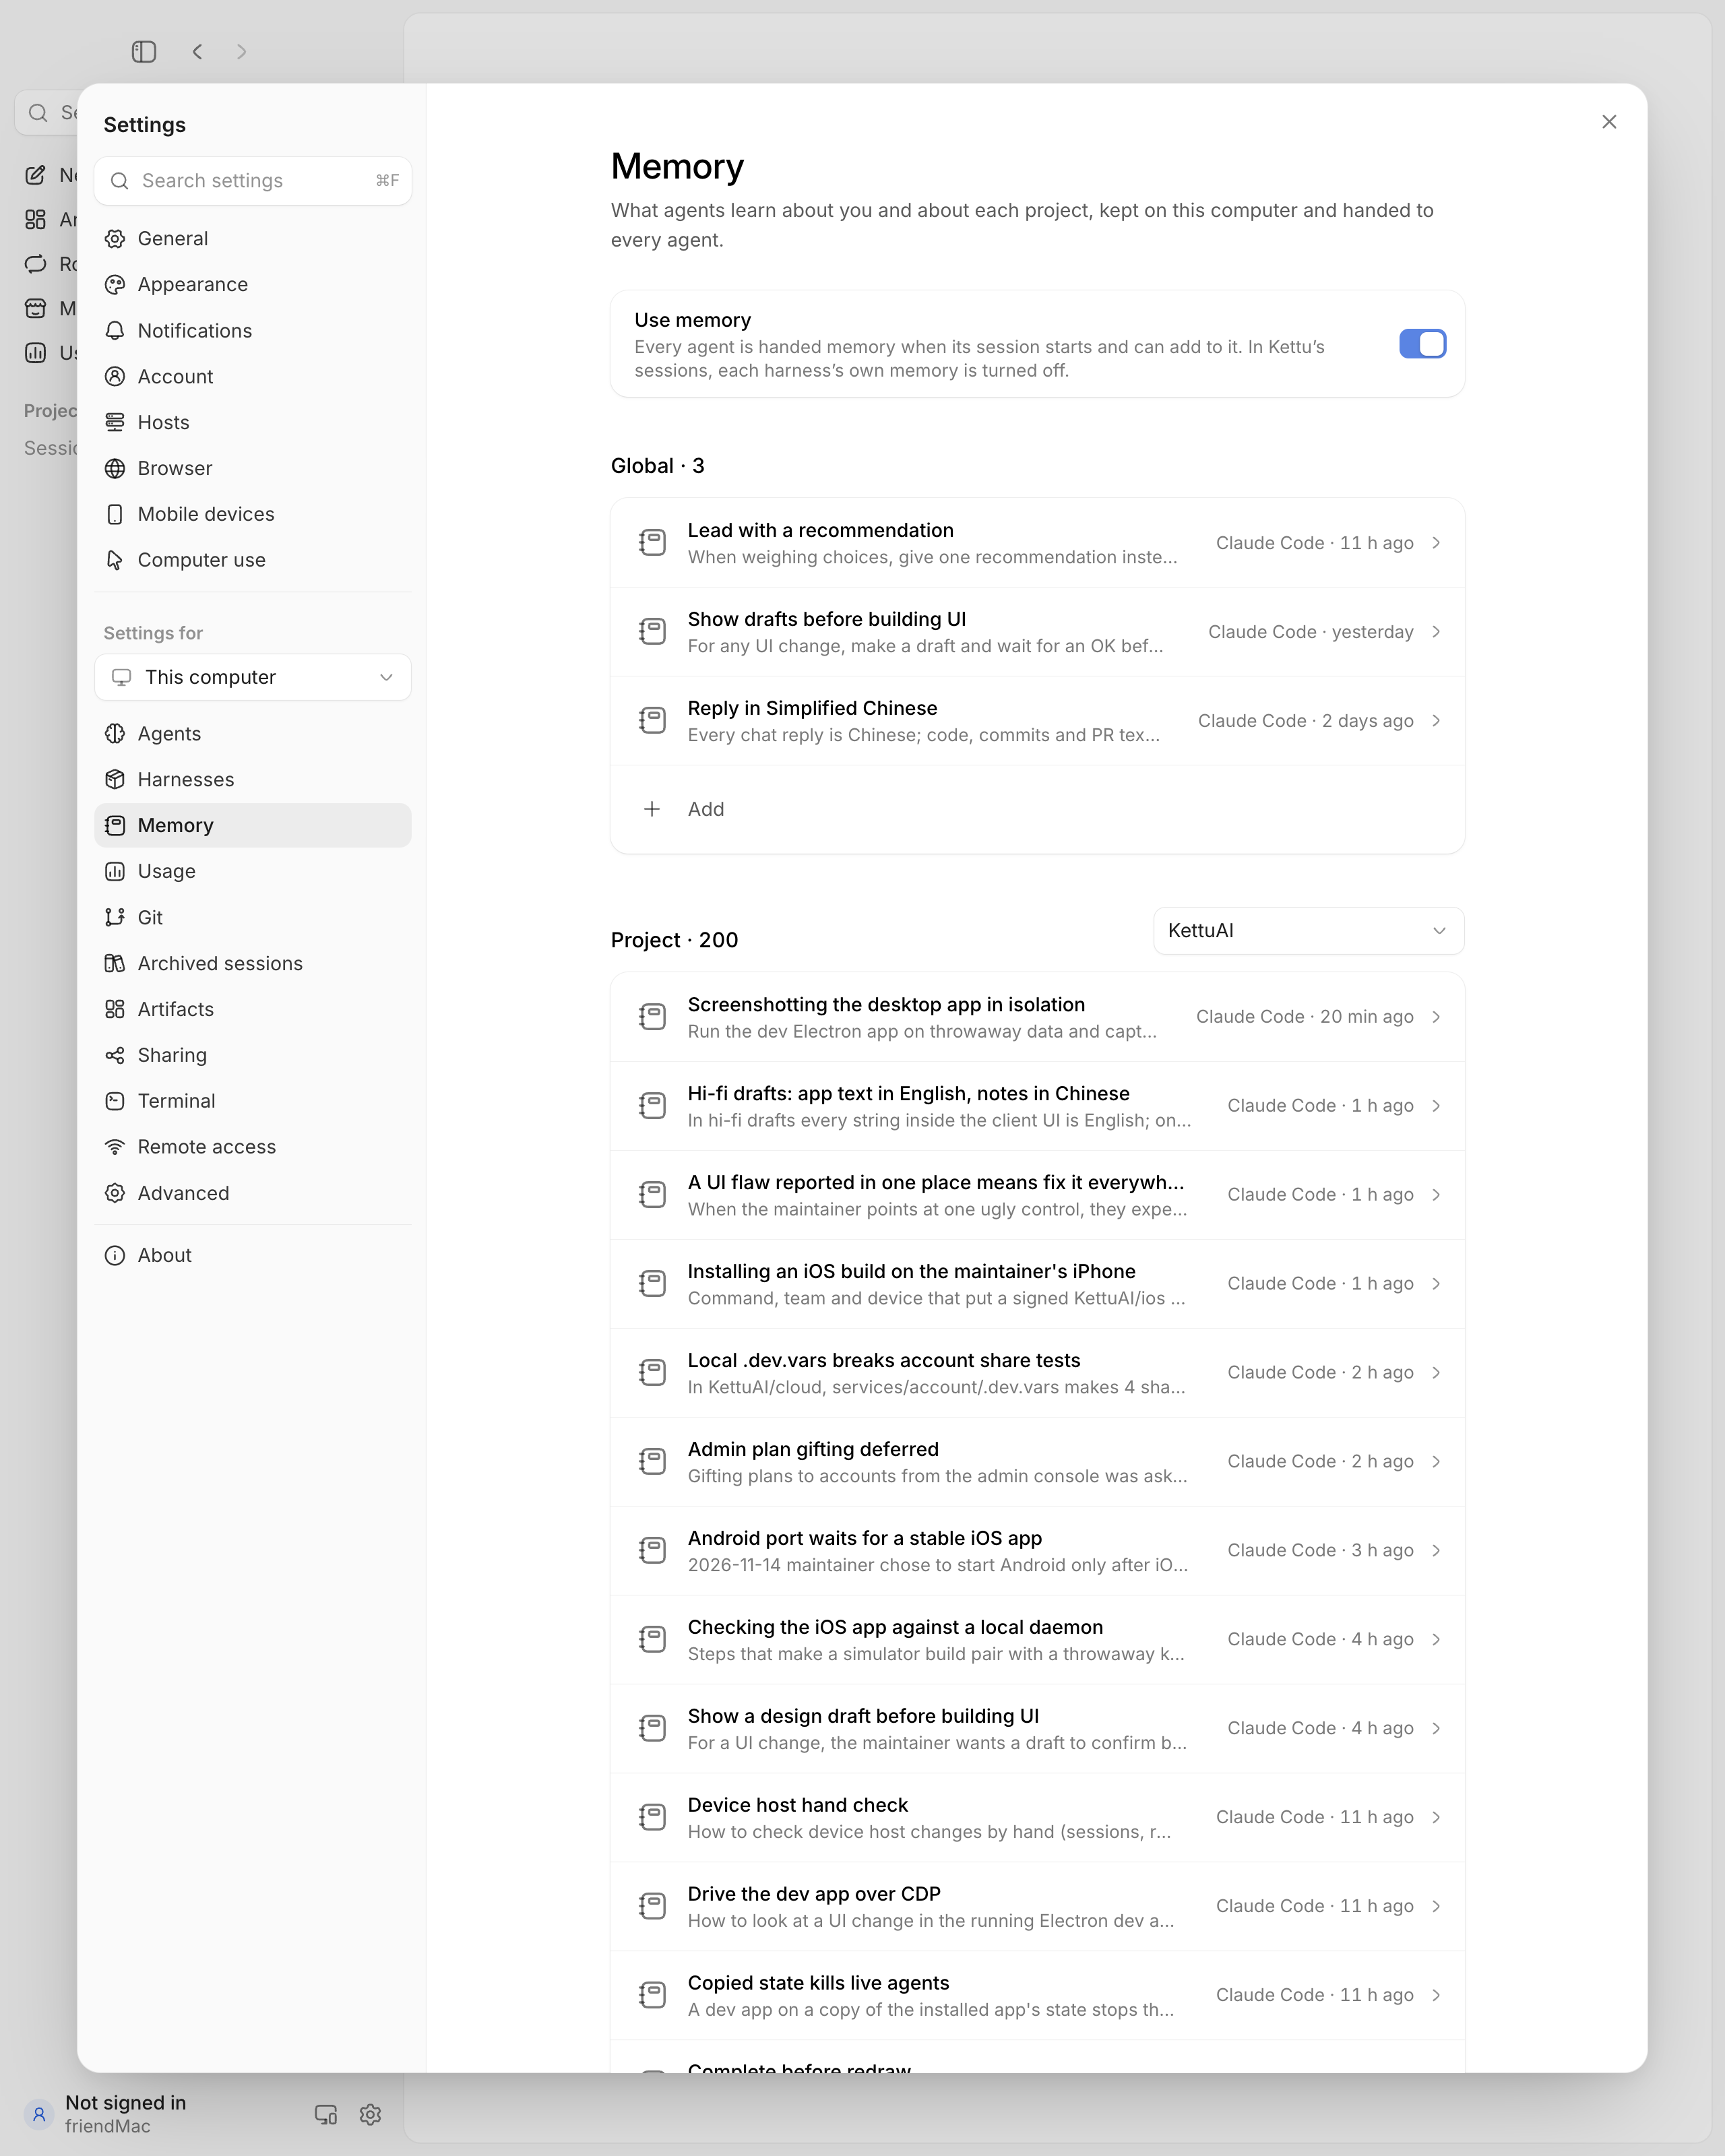 Settings
Search settings ⌘F
General
Appearance
Notifications
Account
Hosts
Browser
Mobile devices
Computer use
Settings for
This computer
Agents
Harnesses
Memory
Usage
Git
Archived sessions
Artifacts
Sharing
Terminal
Remote access
Advanced
About
Projec
Sessic
Not signed in
friendMac
Memory
What agents learn about you and about each project, kept on this computer and handed to
every agent.
Use memory
Every agent is handed memory when its session starts and can add to it. In Kettu’s
sessions, each harness’s own memory is turned off.
Global · 3
Lead with a recommendation
When weighing choices, give one recommendation inste...
Claude Code · 11 h ago
Show drafts before building UI
For any UI change, make a draft and wait for an OK bef...
Claude Code · yesterday
Reply in Simplified Chinese
Every chat reply is Chinese; code, commits and PR tex...
Claude Code · 2 days ago
Add
Project · 200
KettuAI
Screenshotting the desktop app in isolation
Run the dev Electron app on throwaway data and capt...
Claude Code · 20 min ago
Hi-fi drafts: app text in English, notes in Chinese
In hi-fi drafts every string inside the client UI is English; on...
Claude Code · 1 h ago
A UI flaw reported in one place means fix it everywh...
When the maintainer points at one ugly control, they expe...
Claude Code · 1 h ago
Installing an iOS build on the maintainer's iPhone
Command, team and device that put a signed KettuAI/ios ...
Claude Code · 1 h ago
Local .dev.vars breaks account share tests
In KettuAI/cloud, services/account/.dev.vars makes 4 sha...
Claude Code · 2 h ago
Admin plan gifting deferred
Gifting plans to accounts from the admin console was ask...
Claude Code · 2 h ago
Android port waits for a stable iOS app
2026-11-14 maintainer chose to start Android only after iO...
Claude Code · 3 h ago
Checking the iOS app against a local daemon
Steps that make a simulator build pair with a throwaway k...
Claude Code · 4 h ago
Show a design draft before building UI
For a UI change, the maintainer wants a draft to confirm b...
Claude Code · 4 h ago
Device host hand check
How to check device host changes by hand (sessions, r...
Claude Code · 11 h ago
Drive the dev app over CDP
How to look at a UI change in the running Electron dev a...
Claude Code · 11 h ago
Copied state kills live agents
A dev app on a copy of the installed app's state stops th...
Claude Code · 11 h ago
Complete before redraw